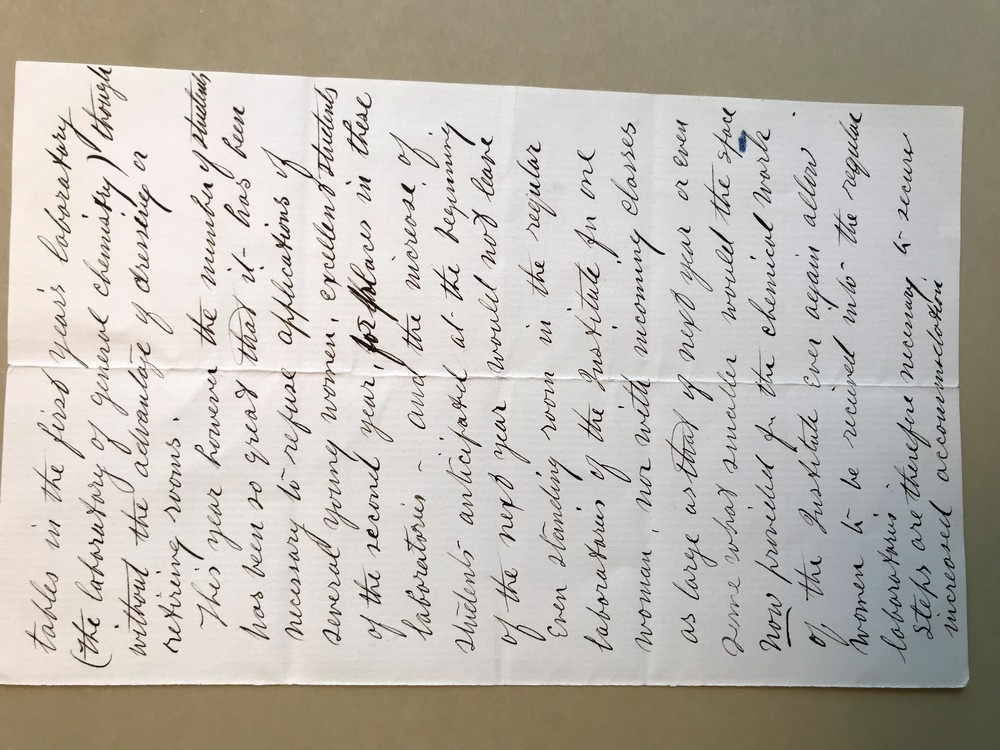 tables in the first year's laboratory
(the laboratory of general chemistry) though
without the advantage of dressing or
retiring rooms.
This year however the number of students
has been so great that it has been
necessary to refuse applications of
several young women, excellent students
of the second year, for places in these
laboratories - and the increase of
students anticipated at the beginning
of the next year would not leave
Even standing room in the regular
laboratories of the Institute for one
woman, nor with incoming classes
as large as that of next year or even
somewhat smaller would the space
now provided for the chemical work
of the Institute Ever again allow
women to be received into the regular
laboratories.
Steps are therefore necessary to secure
increased accommodation